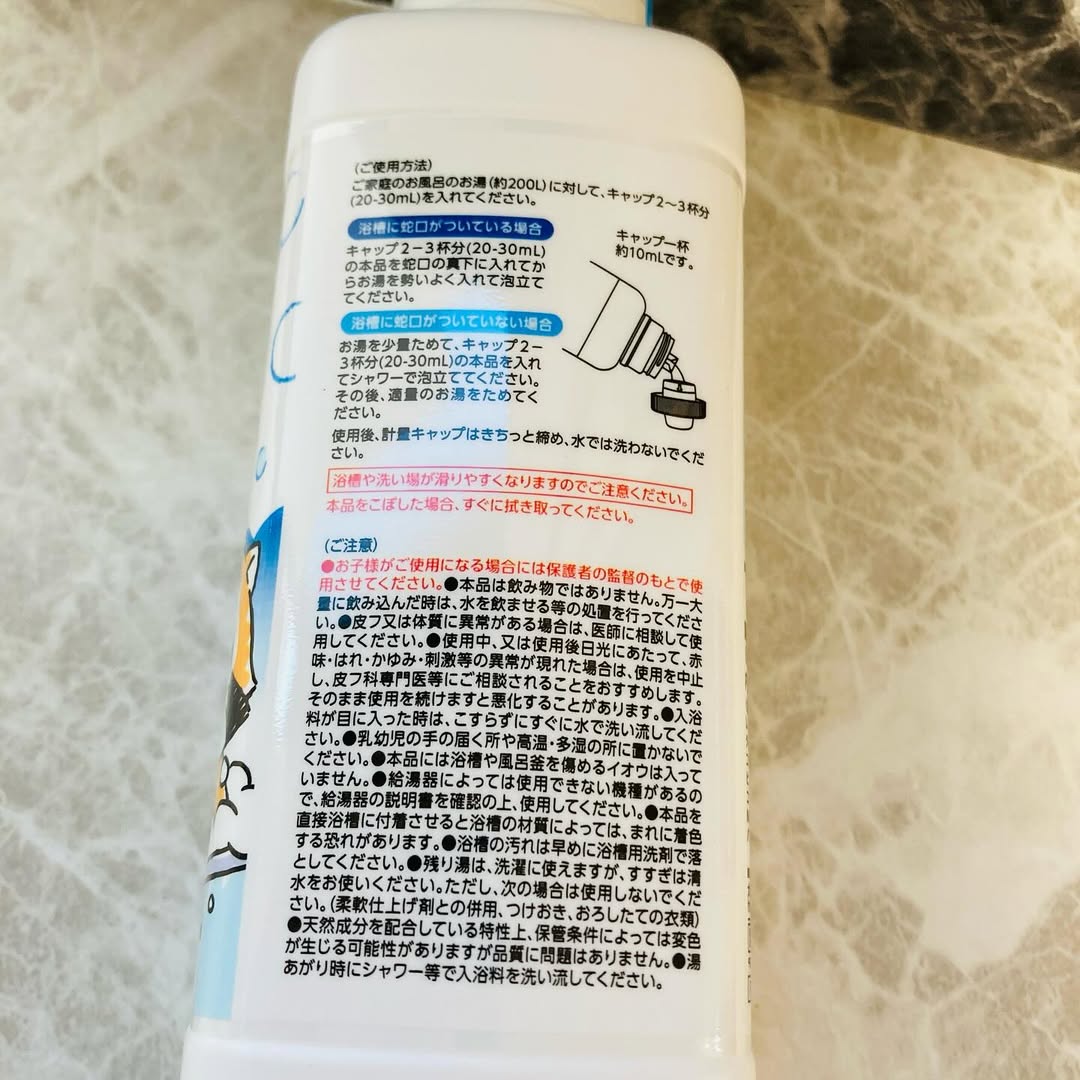 (ご使用方法)
ご家庭のお風呂のお湯(約200L)に対して、キャップ2〜3杯分
(20-30mL)を入れてください。
浴槽に蛇口がついている場合
キャップ2−3杯分(20-30mL)
の本品を蛇口の真下に入れてか
らお湯を勢いよく入れて泡立て
てください。
キャップ一杯
約10mLです。
浴槽に蛇口がついていない場合
お湯を少量ためて、キャップ2−
3杯分(20-30mL)の本品を入れ
てシャワーで泡立ててください。
その後、適量のお湯をためてく
ださい。
使用後、計量キャップはきちっと締め、水では洗わないでくだ
さい。
浴槽や洗い場が滑りやすくなりますのでご注意ください。
本品をこぼした場合、すぐに拭き取ってください。
(ご注意)
●お子様がご使用になる場合には保護者の監督のもとで使
用させてください。●本品は飲み物ではありません。万一大
量に飲み込んだ時は、水を飲ませる等の処置を行ってくださ
い。●皮フ又は体質に異常がある場合は、医師に相談して使
用してください。●使用中、又は使用後日光にあたって、赤
味・はれ・かゆみ・刺激等の異常が現れた場合は、使用を中止
し、皮フ科専門医等にご相談されることをおすすめします。
そのまま使用を続けますと悪化することがあります。●入浴
料が目に入った時は、こすらずにすぐに水で洗い流してくだ
さい。●乳幼児の手の届く所や高温・多湿の所に置かないで
ください。●本品には浴槽や風呂釜を傷めるイオウは入って
いません。●給湯器によっては使用できない機種があるの
で、給湯器の説明書を確認の上、使用してください。●本品を
直接浴槽に付着させると浴槽の材質によっては、まれに着色
する恐れがあります。●浴槽の汚れは早めに浴槽用洗剤で落
としてください。●残り湯は、洗濯に使えますが、すすぎは清
水をお使いください。ただし、次の場合は使用しないでくだ
さい。(柔軟仕上げ剤との併用、つけおき、おろしたての衣類)
●天然成分を配合している特性上、保管条件によっては変色
が生じる可能性がありますが品質に問題はありません。●湯
あがり時にシャワー等で入浴料を洗い流してください。